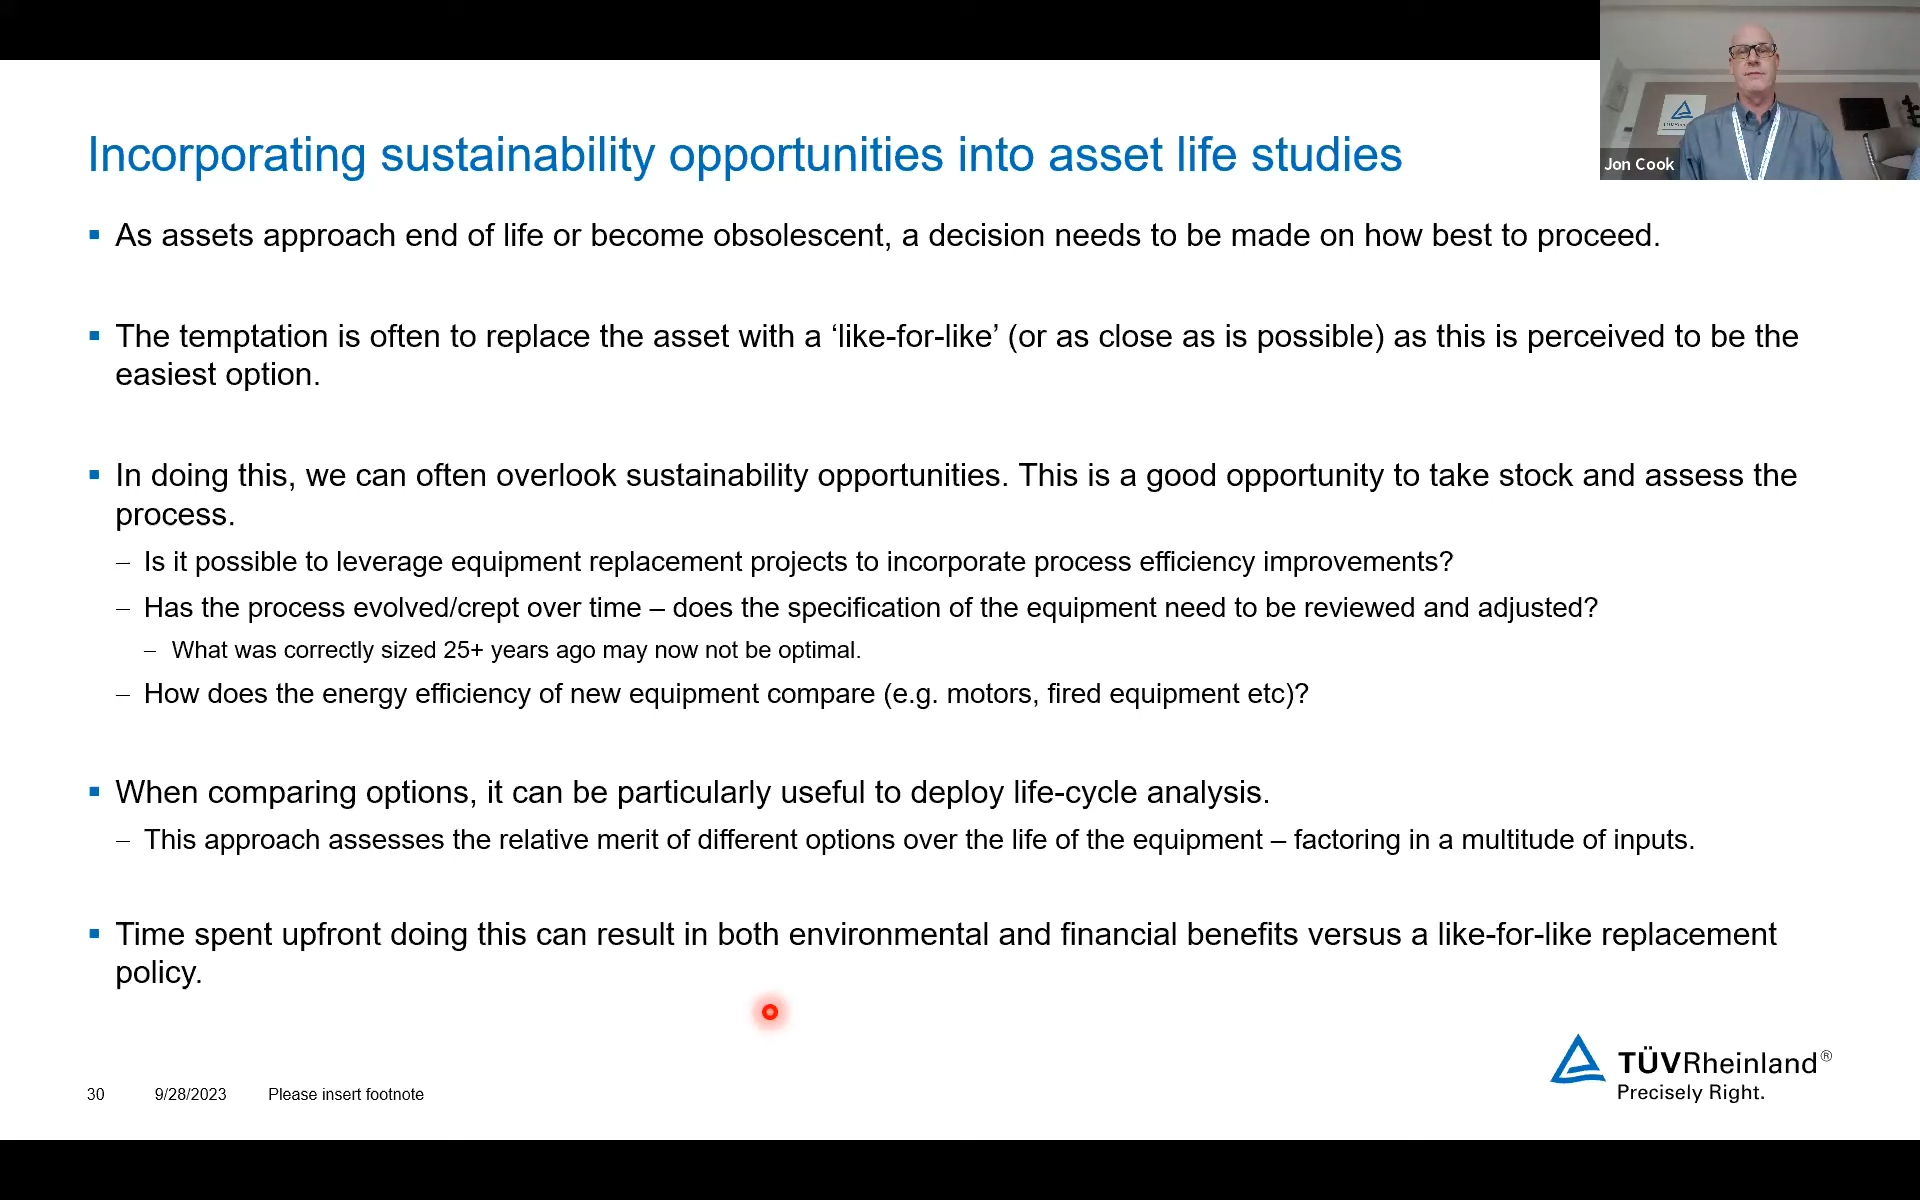 Jon Cook
Incorporating sustainability opportunities into asset life studies
▪ As assets approach end of life or become obsolescent, a decision needs to be made on how best to proceed.
▪ The temptation is often to replace the asset with a ‘like-for-like’ (or as close as is possible) as this is perceived to be the
easiest option.
▪ In doing this, we can often overlook sustainability opportunities. This is a good opportunity to take stock and assess the
process.
– Is it possible to leverage equipment replacement projects to incorporate process efficiency improvements?
– Has the process evolved/crept over time – does the specification of the equipment need to be reviewed and adjusted?
– What was correctly sized 25+ years ago may now not be optimal.
– How does the energy efficiency of new equipment compare (e.g. motors, fired equipment etc)?
▪ When comparing options, it can be particularly useful to deploy life-cycle analysis.
– This approach assesses the relative merit of different options over the life of the equipment – factoring in a multitude of inputs.
▪ Time spent upfront doing this can result in both environmental and financial benefits versus a like-for-like replacement
policy.
TÜVRheinland®
Precisely Right.
30 9/28/2023 Please insert footnote